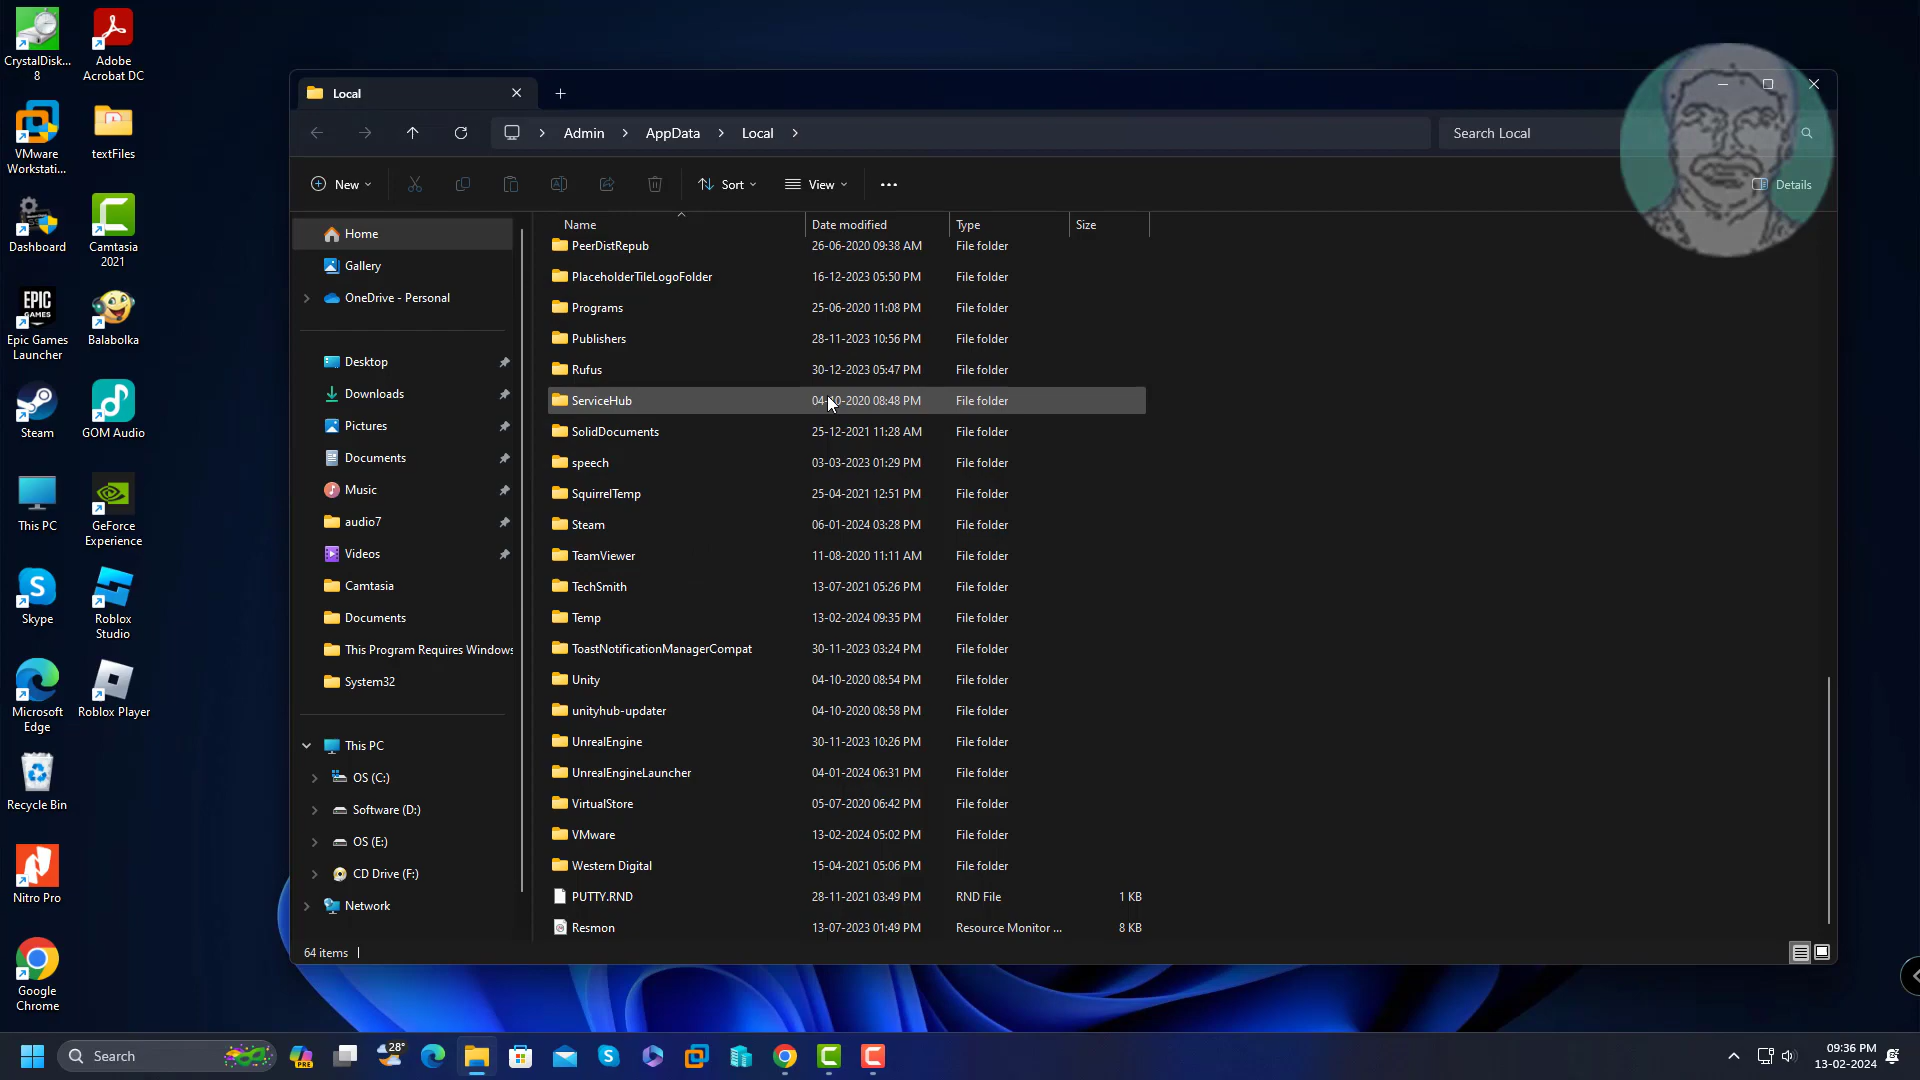 CrystalDisk...
8
Adobe
Acrobat DC
VMware
Workstati...
textFiles
Dashboard
Camtasia
2021
EPIC
GAMES
Epic Games
Launcher
Balabolka
Steam
GOM Audio
This PC
GeForce
Experience
Skype
Roblox
Studio
Microsoft
Edge
Roblox Player
Recycle Bin
Nitro Pro
Google
Chrome
Local
Admin
AppData
Local
Search Local
New
Sort
View
Details
Home
Gallery
OneDrive - Personal
Desktop
Downloads
Pictures
Documents
Music
audio7
Videos
Camtasia
Documents
This Program Requires Windows
System32
This PC
OS (C:)
Software (D:)
OS (E:)
CD Drive (F:)
Network
Name Date modified Type Size
PeerDistRepub 26-06-2020 09:38 AM File folder
PlaceholderTileLogoFolder 16-12-2023 05:50 PM File folder
Programs 25-06-2020 11:08 PM File folder
Publishers 28-11-2023 10:56 PM File folder
Rufus 30-12-2023 05:47 PM File folder
ServiceHub 04-10-2020 08:48 PM File folder
SolidDocuments 25-12-2021 11:28 AM File folder
speech 03-03-2023 01:29 PM File folder
SquirrelTemp 25-04-2021 12:51 PM File folder
Steam 06-01-2024 03:28 PM File folder
TeamViewer 11-08-2020 11:11 AM File folder
TechSmith 13-07-2021 05:26 PM File folder
Temp 13-02-2024 09:35 PM File folder
ToastNotificationManagerCompat 30-11-2023 03:24 PM File folder
Unity 04-10-2020 08:54 PM File folder
unityhub-updater 04-10-2020 08:58 PM File folder
UnrealEngine 30-11-2023 10:26 PM File folder
UnrealEngineLauncher 04-01-2024 06:31 PM File folder
VirtualStore 05-07-2020 06:42 PM File folder
VMware 13-02-2024 05:02 PM File folder
Western Digital 15-04-2021 05:06 PM File folder
PUTTY.RND 28-11-2021 03:49 PM RND File 1 KB
Resmon 13-07-2023 01:49 PM Resource Monitor ... 8 KB
64 items
Search
PRE
28°
09:36 PM
13-02-2024